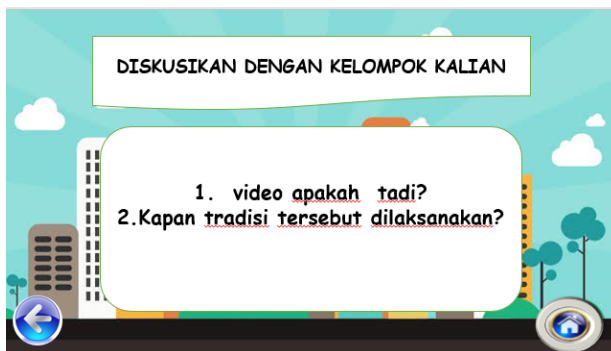 DISKUSIKAN DENGAN KELOMPOK KALIAN
1. video apakah tadi?
2.Kapan tradisi tersebut dilaksanakan?